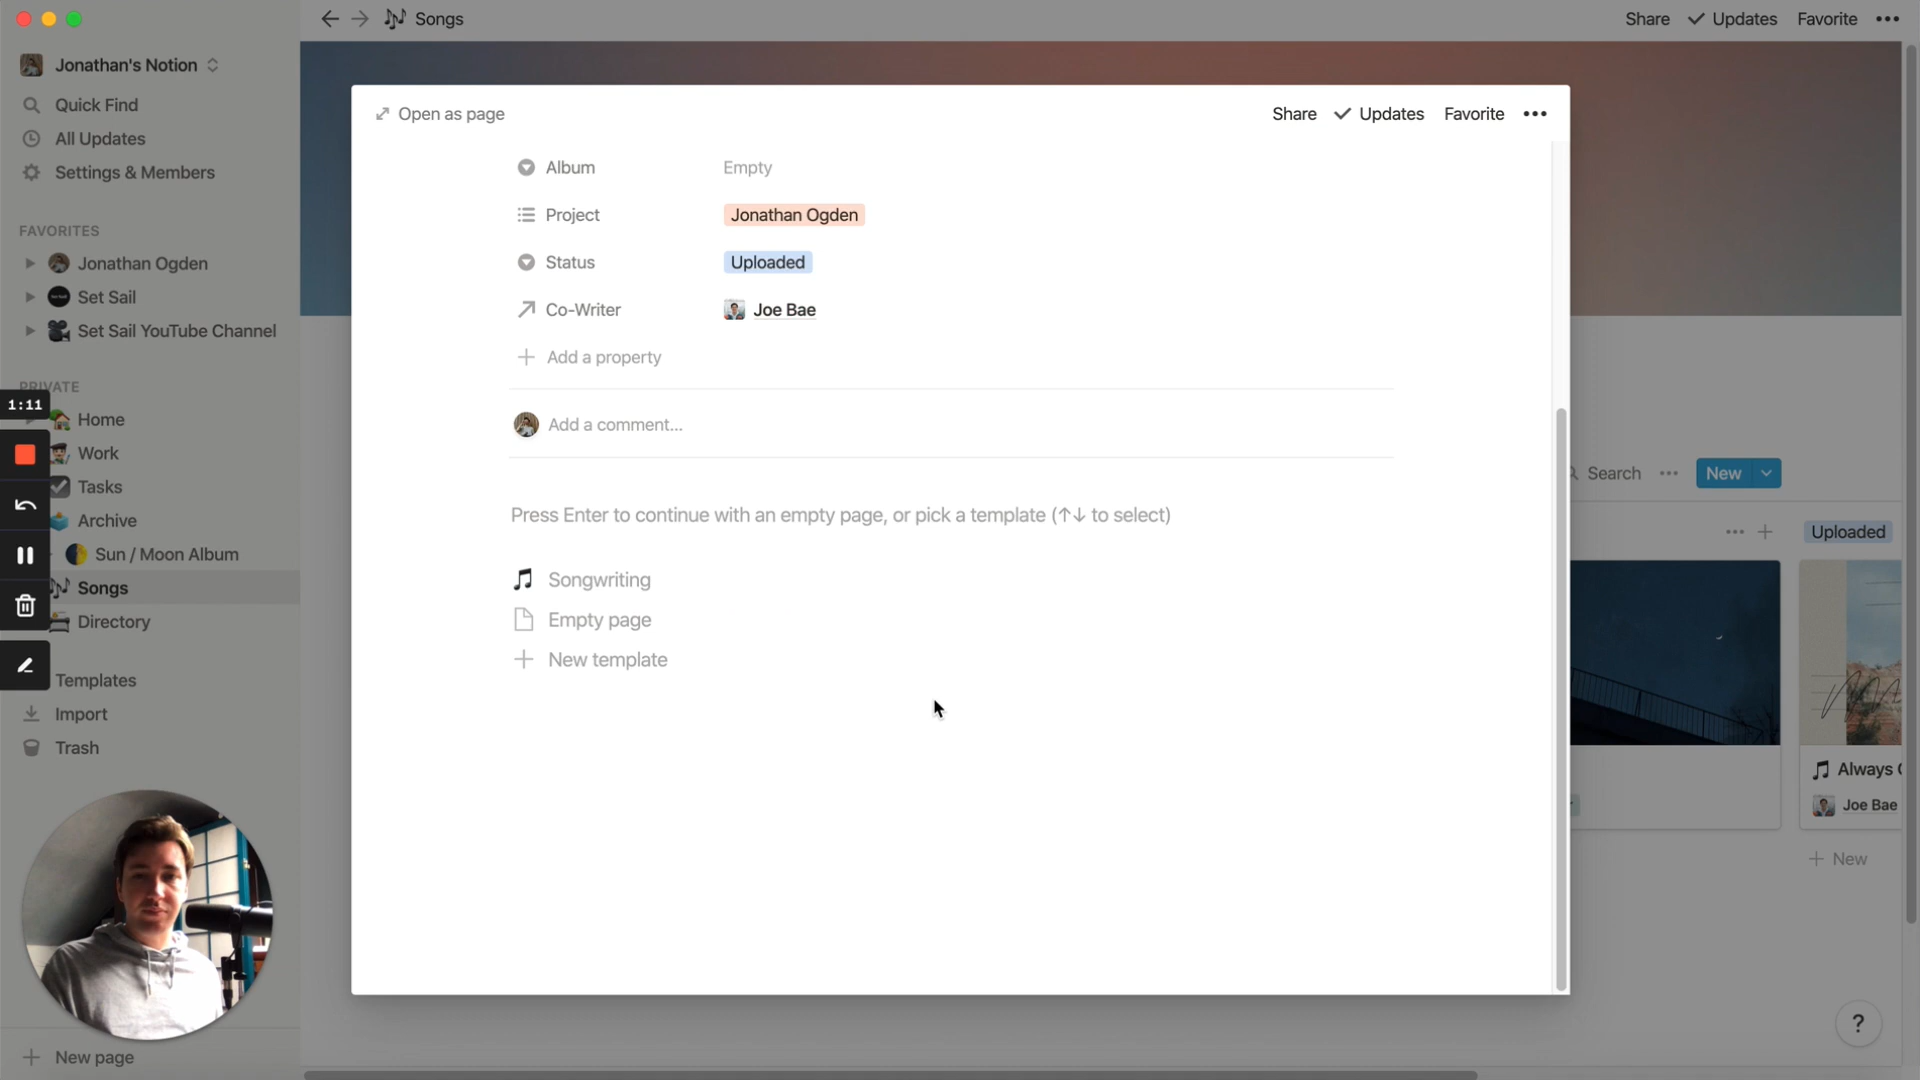 Songs
Share
Updates
Favorite
Jonathan's Notion
Quick Find
All Updates
Settings & Members
FAVORITES
Jonathan Ogden
Set Sail
Set Sail YouTube Channel
PRIVATE
1:11
Home
Work
Tasks
Archive
Sun / Moon Album
Songs
Directory
Templates
Import
Trash
New page
Open as page
Share
Updates
Favorite
Album
Empty
Project
Jonathan Ogden
Status
Uploaded
Co-Writer
Joe Bae
Add a property
Add a comment...
Press Enter to continue with an empty page, or pick a template (↑↓ to select)
Songwriting
Empty page
New template
Search
New
Uploaded
Always
Joe Bae
New
?